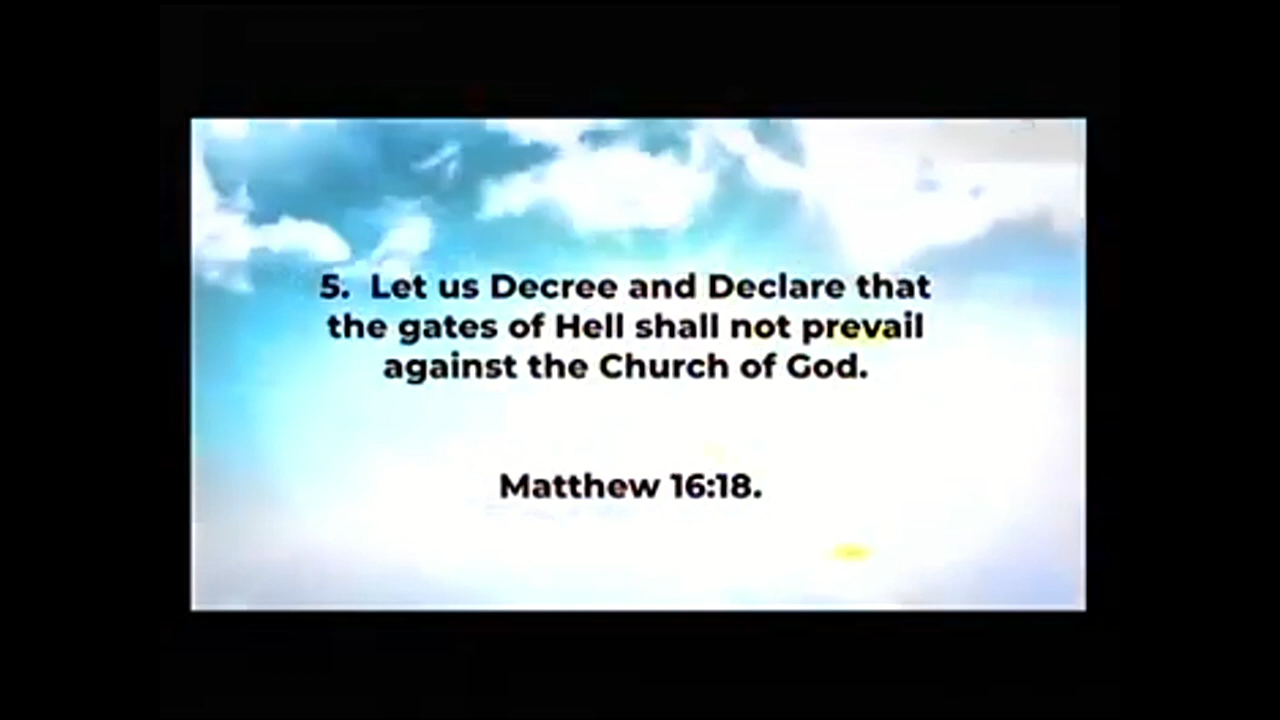 5. Let us Decree and Declare that
the gates of Hell shall not prevail
against the Church of God.
Matthew 16:18.